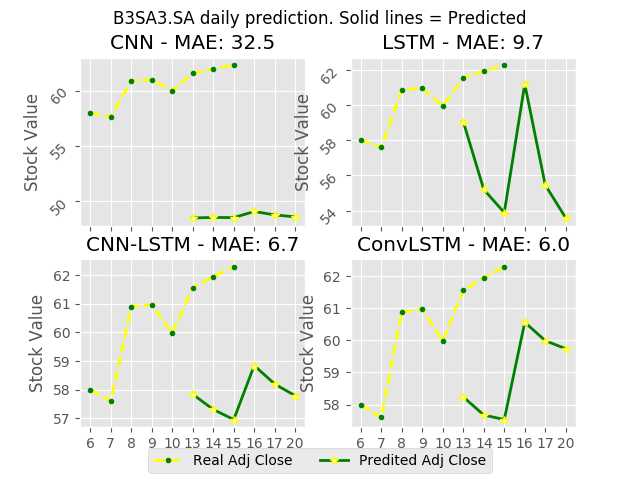 B3SA3.SA daily prediction. Solid lines = Predicted
CNN - MAE: 32.5
LSTM - MAE: 9.7
Stock Value
60
55
50
Stock Value
62
60
58
56
54
CNN-LSTM - MAE: 6.7
ConvLSTM - MAE: 6.0
Stock Value
62
61
60
59
58
57
6 7 8 9 10 13 14 15 16 17 20
Stock Value
62
61
60
59
58
6 7 8 9 10 13 14 15 16 17 20
Real Adj Close
Predited Adj Close